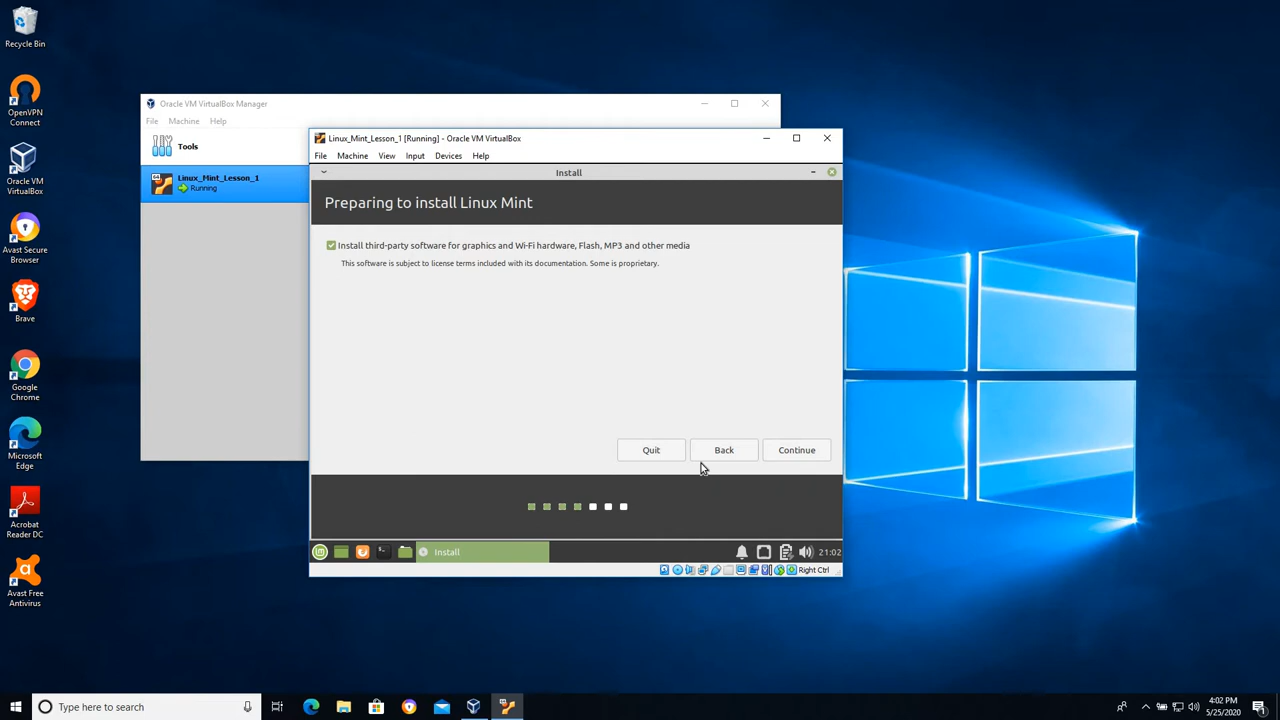 Recycle Bin
OpenVPN
Connect
Oracle VM
VirtualBox
Avast Secure
Browser
Brave
Google
Chrome
Microsoft
Edge
Acrobat
Reader DC
Avast Free
Antivirus
Oracle VM VirtualBox Manager
File Machine Help
Tools
Linux_Mint_Lesson_1
Running
Linux_Mint_Lesson_1 [Running] - Oracle VM VirtualBox
File Machine View Input Devices Help
Install
Preparing to install Linux Mint
Install third-party software for graphics and Wi-Fi hardware, Flash, MP3 and other media
This software is subject to license terms included with its documentation. Some is proprietary.
Quit Back Continue
Install 21:02
Right Ctrl
Type here to search
4:02 PM
5/25/2020